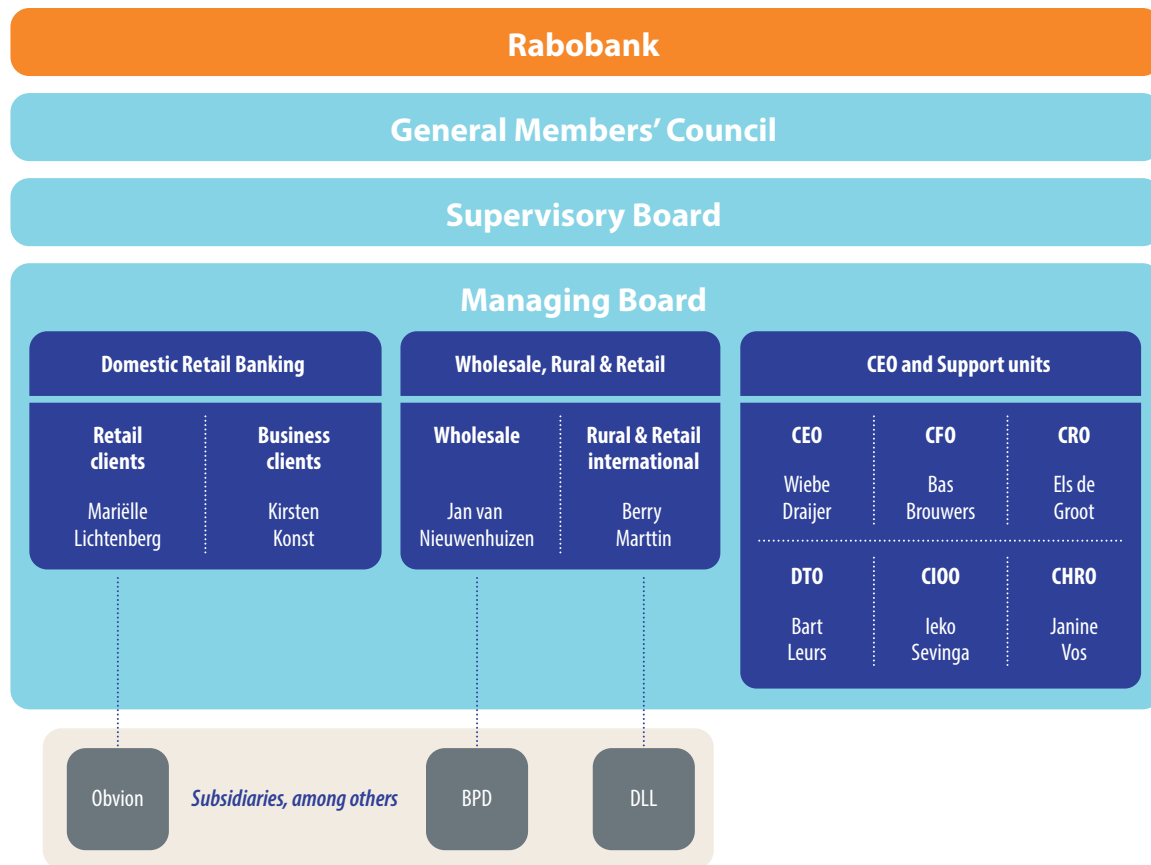 Rabobank
General Members’ Council
Supervisory Board
Managing Board
Domestic Retail Banking
Retail
clients
Mariëlle
Lichtenberg
Business
clients
Kirsten
Konst
Wholesale, Rural & Retail
Wholesale
Jan van
Nieuwenhuizen
Rural & Retail
international
Berry
Marttin
CEO and Support units
CEO
Wiebe
Draijer
CFO
Bas
Brouwers
CRO
Els de
Groot
DTO
Bart
Leurs
CIOO
Ieko
Sevinga
CHRO
Janine
Vos
Obvion
Subsidiaries, among others
BPD
DLL